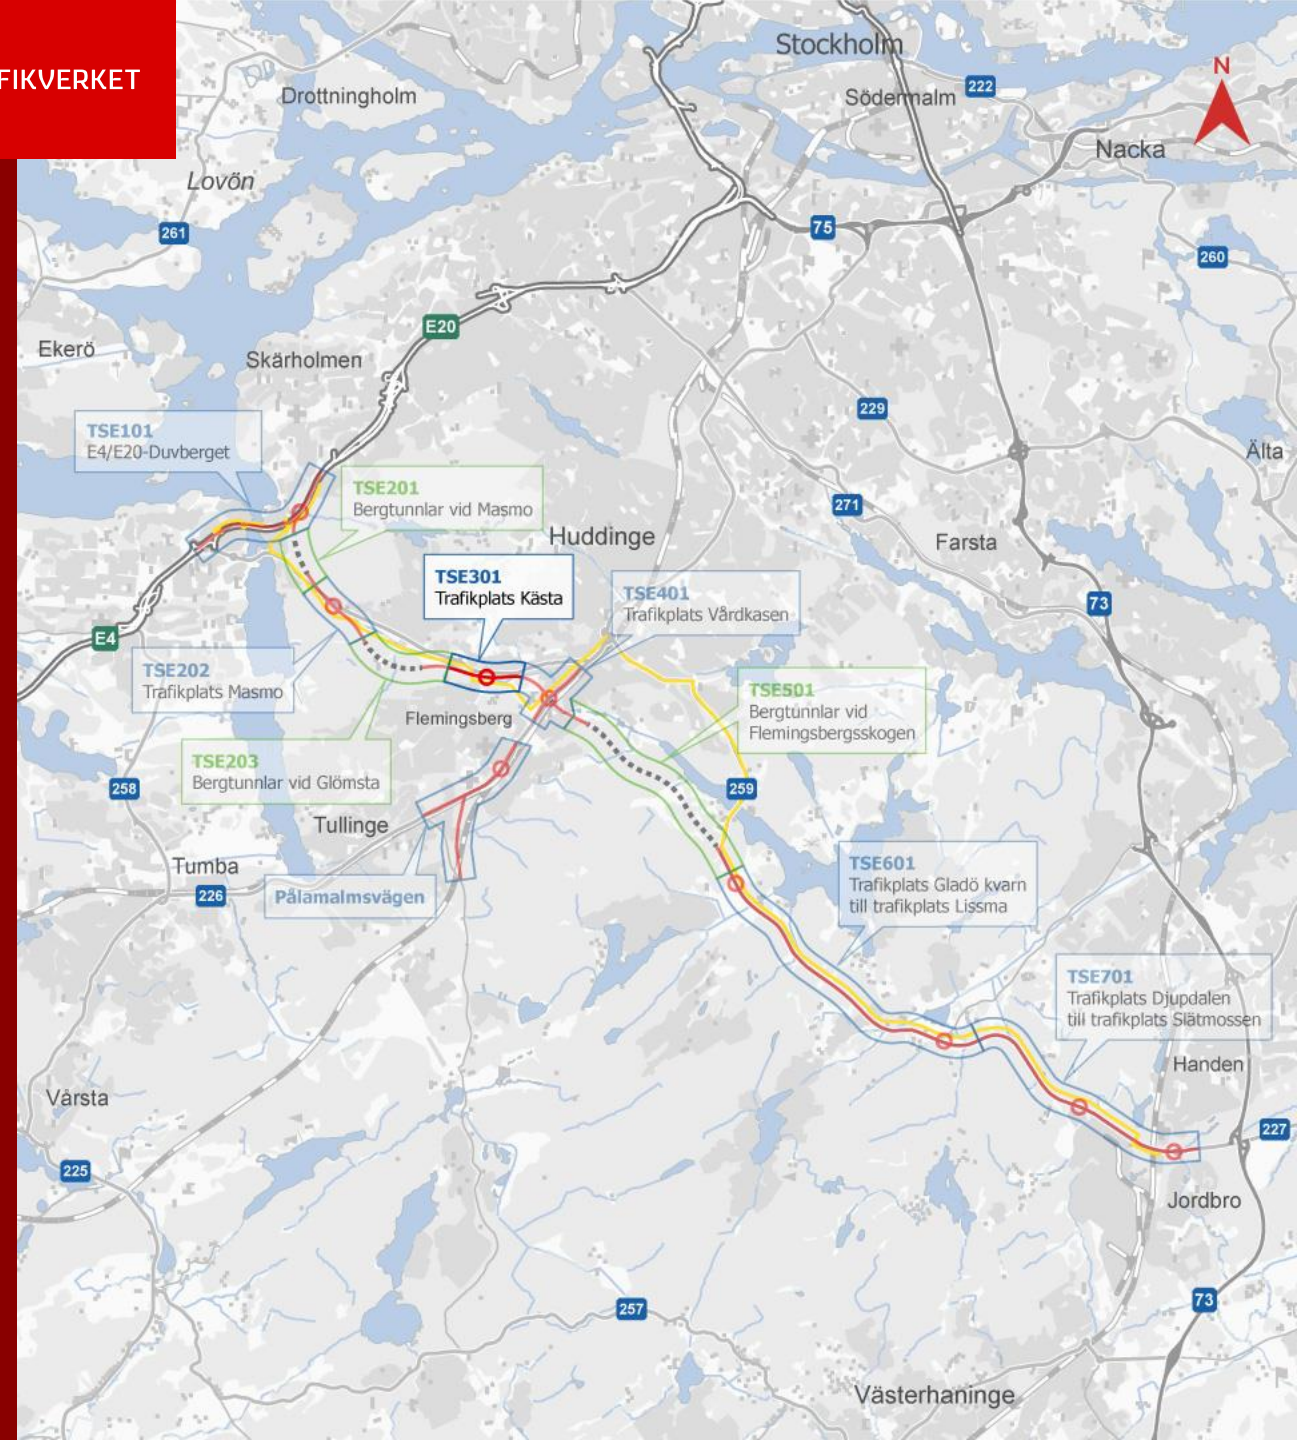 FIKVERKET
Stockholm
N
Drottningholm
Södermalm
222
Nacka
Lovön
261
75
260
E20
Ekerö
Skärholmen
229
TSE101
E4/E20-Duvberget
Älta
TSE201
Bergtunnlar vid Masmo
271
Huddinge
Farsta
TSE301
Trafikplats Kästa
TSE401
Trafikplats Vårdkasen
73
E4
TSE202
Trafikplats Masmo
TSE501
Bergtunnlar vid
Flemingsbergsskogen
Flemingsberg
TSE203
Bergtunnlar vid Glömsta
258
259
Tullinge
Tumba
226
Pålamalmsvägen
TSE601
Trafikplats Gladö kvarn
till trafikplats Lissma
TSE701
Trafikplats Djupdalen
till trafikplats Slätmossen
Handen
Vårsta
227
225
Jordbro
73
257
Västerhaninge